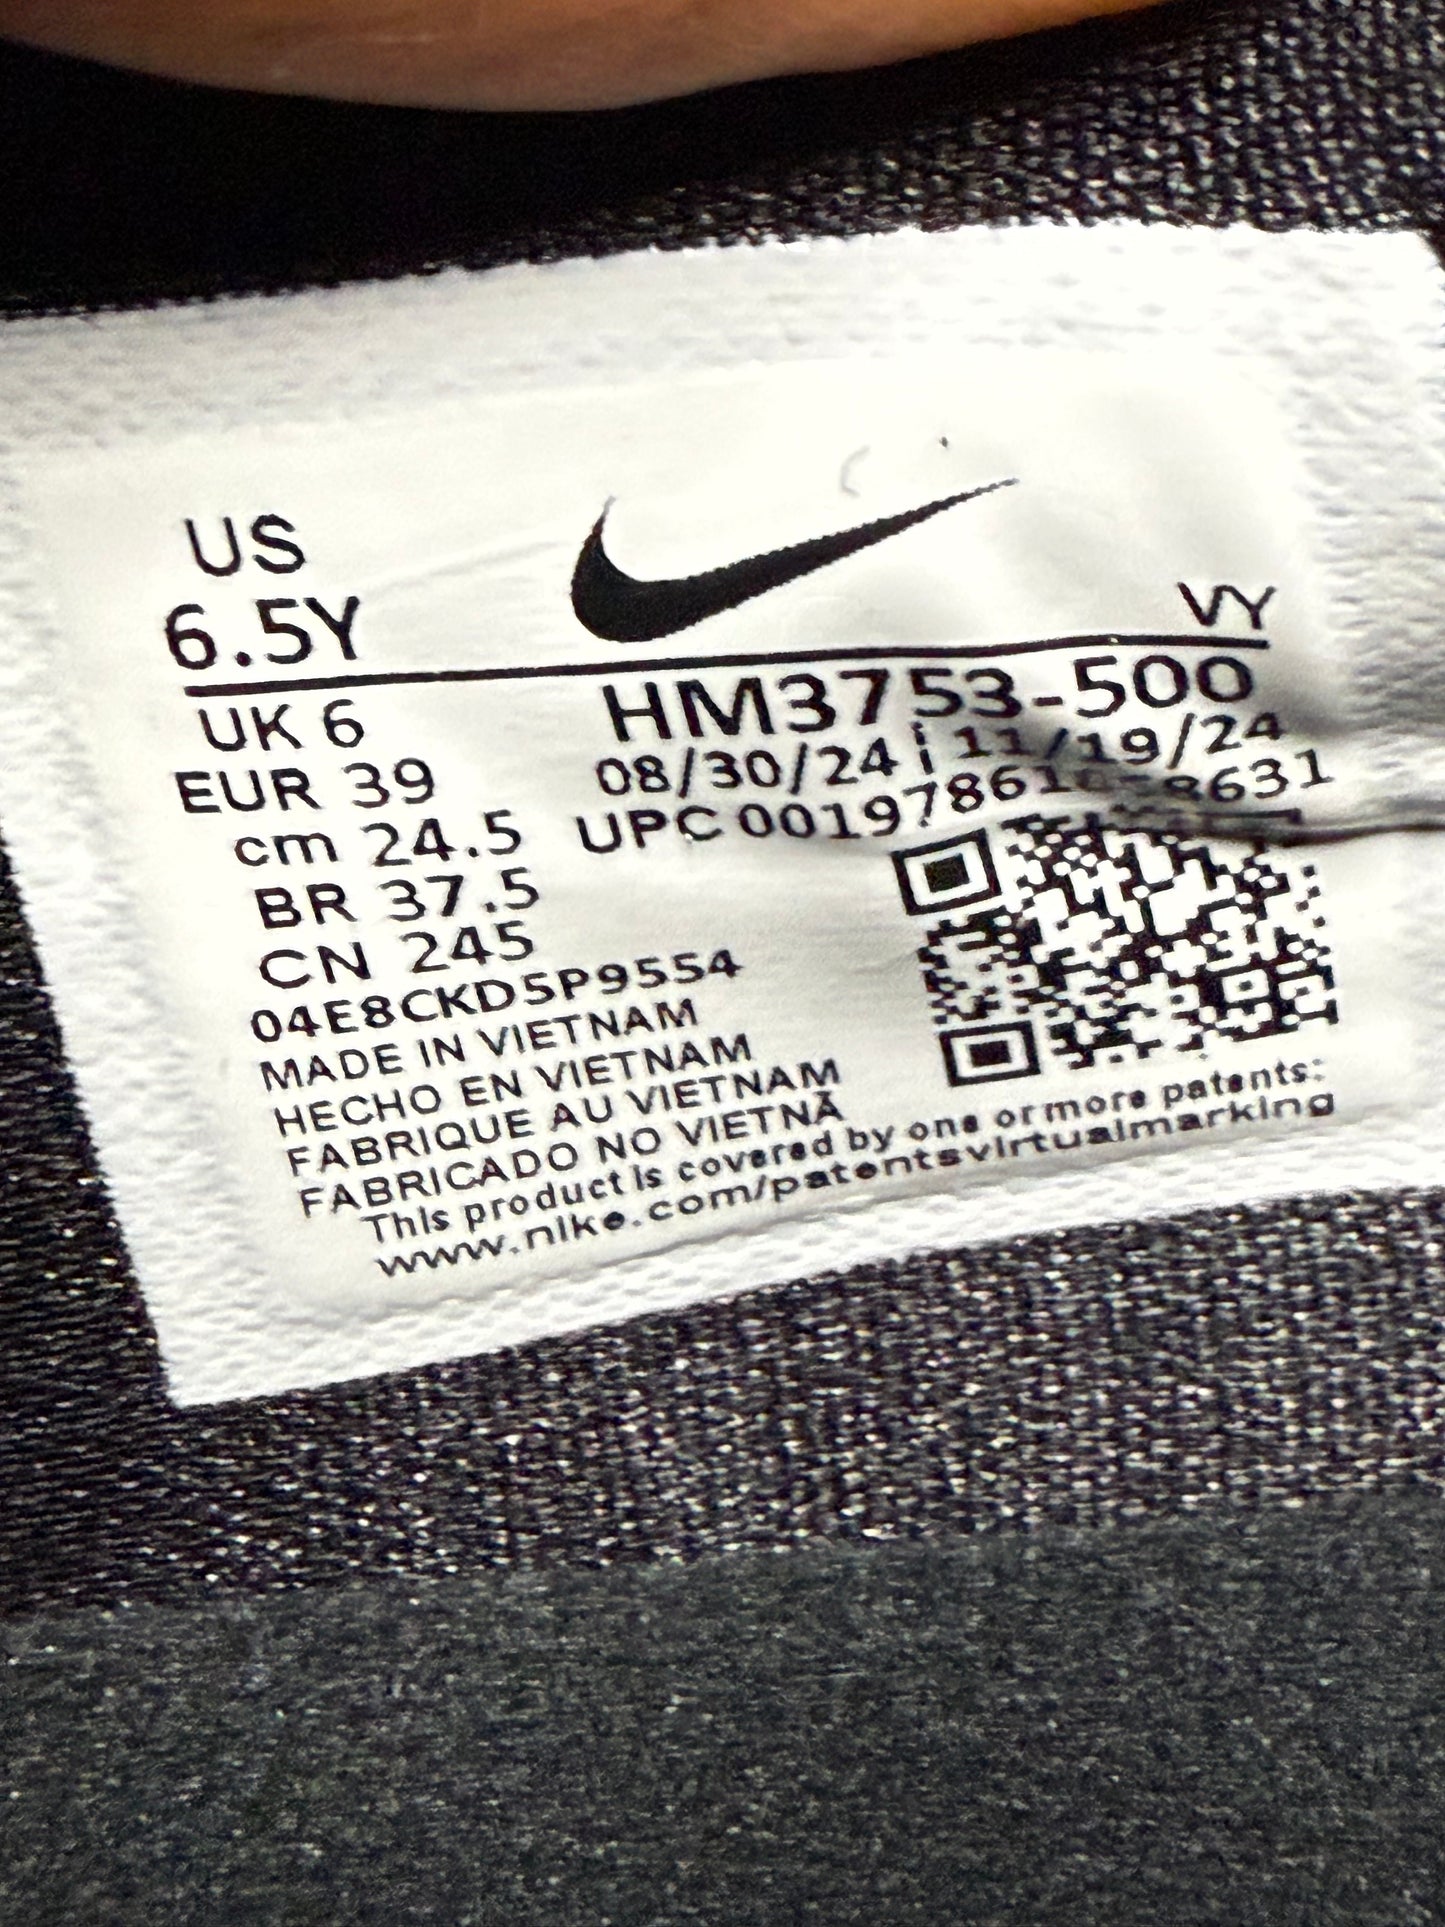 US
6.5Y
VY
UK 6
EUR 39
cm 24.5
BR 37.5
CN 245
HM3753-500
08/30/24 ¦ 11/19/24
UPC
04E8CKD5P9554
MADE IN VIETNAM
HECHO EN VIETNAM
FABRIQUE AU VIETNAM
FABRICADO NO VIETNÃ
This product is covered by one or more patents:
www.nike.com/patentsvirtualmarking